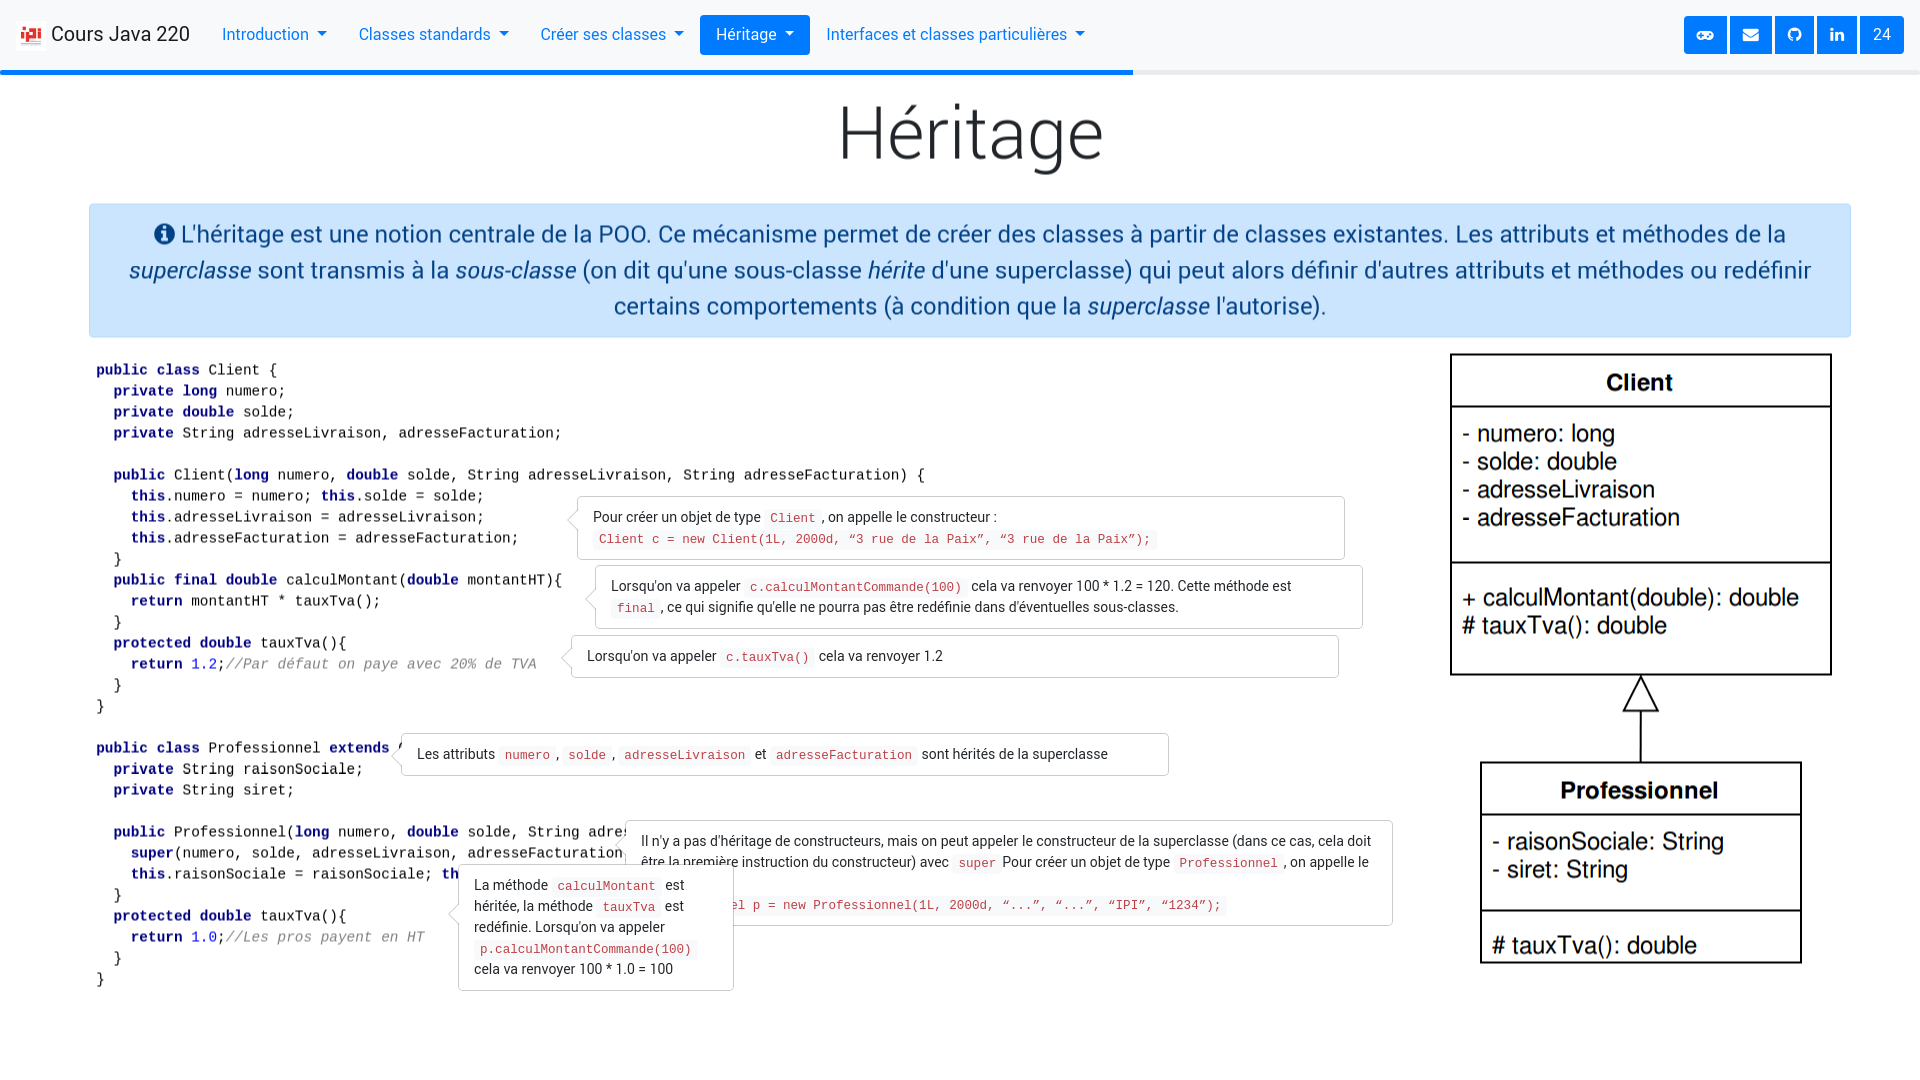 ipi Cours Java 220 Introduction Classes standards Créer ses classes Héritage Interfaces et classes particulières in 24
Héritage
L'héritage est une notion centrale de la POO. Ce mécanisme permet de créer des classes à partir de classes existantes. Les attributs et méthodes de la
superclasse sont transmis à la sous-classe (on dit qu'une sous-classe hérite d'une superclasse) qui peut alors définir d'autres attributs et méthodes ou redéfinir
certains comportements (à condition que la superclasse l'autorise).
public class Client {
private long numero;
private double solde;
private String adresseLivraison, adresseFacturation;
public Client(long numero, double solde, String adresseLivraison, String adresseFacturation) {
this.numero = numero; this.solde = solde;
this.adresseLivraison = adresseLivraison;
this.adresseFacturation = adresseFacturation;
}
public final double calculMontant(double montantHT){
return montantHT * tauxTva();
}
protected double tauxTva(){
return 1.2;//Par défaut on paye avec 20% de TVA
}
}
Pour créer un objet de type Client, on appelle le constructeur :
Client c = new Client(1L, 2000d, “3 rue de la Paix”, “3 rue de la Paix”);
Lorsqu'on va appeler c.calculMontantCommande(100) cela va renvoyer 100 * 1.2 = 120. Cette méthode est
final, ce qui signifie qu'elle ne pourra pas être redéfinie dans d'éventuelles sous-classes.
Lorsqu'on va appeler c.tauxTva() cela va renvoyer 1.2
public class Professionnel extends
private String raisonSociale;
private String siret;
public Professionnel(long numero, double solde, String
super(numero, solde, adresseLivraison, adresseFacturation
this.raisonSociale = raisonSociale;
}
protected double tauxTva(){
return 1.0;//Les pros payent en HT
}
}
Les attributs numero, solde, adresseLivraison et adresseFacturation sont hérités de la superclasse
Il n'y a pas d'héritage de constructeurs, mais on peut appeler le constructeur de la superclasse (dans ce cas, cela doit
être la première instruction du constructeur) avec super Pour créer un objet de type Professionnel, on appelle le
p = new Professionnel(1L, 2000d, “...”, “...”, “IPI”, “1234”);
La méthode calculMontant est
héritée, la méthode tauxTva est
redéfinie. Lorsqu'on va appeler
p.calculMontantCommande(100)
cela va renvoyer 100 * 1.0 = 100
Client
- numero: long
- solde: double
- adresseLivraison
- adresseFacturation
+ calculMontant(double): double
# tauxTva(): double
Professionnel
- raisonSociale: String
- siret: String
# tauxTva(): double